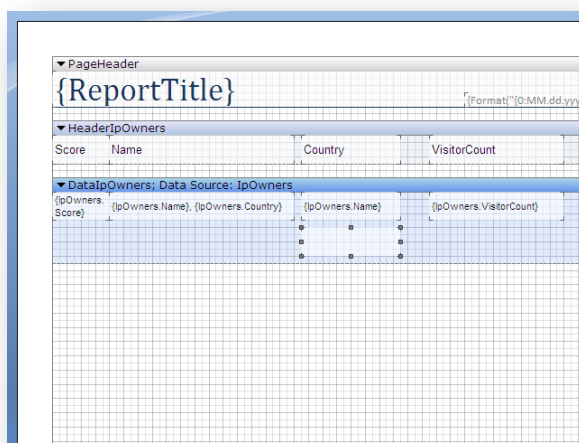 PageHeader
{ReportTitle}
{Format("{0:MM.dd.yyy
HeaderIpOwners
Score Name Country VisitorCount
DataIpOwners; Data Source: IpOwners
{IpOwners.
Score} {IpOwners.Name}, {IpOwners.Country} {IpOwners.Name} {IpOwners.VisitorCount}